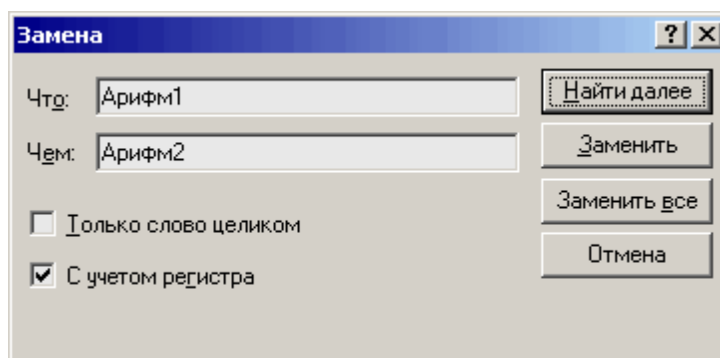 Замена
Что: Арифм1
Чем: Арифм2
Только слово целиком
С учетом регистра
Найти далее
Заменить
Заменить все
Отмена